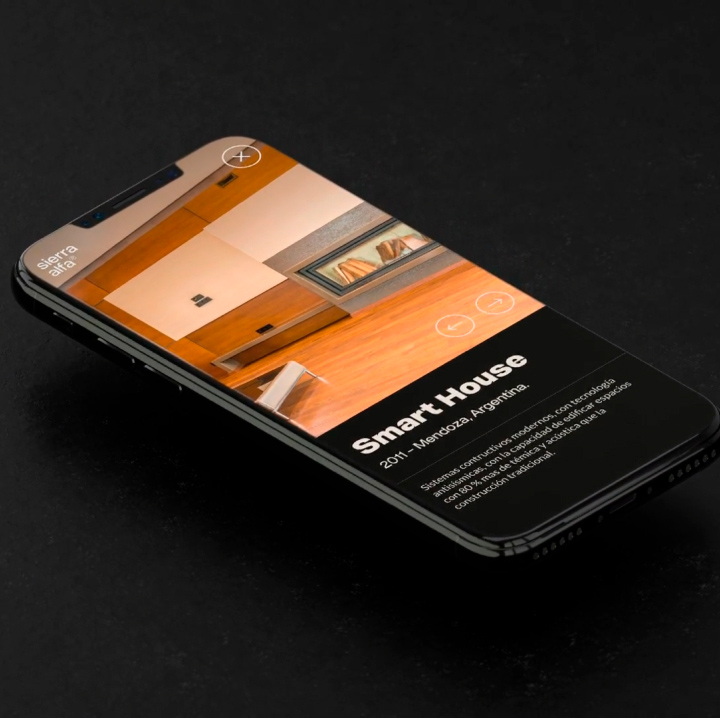 sierra
alfa®
Smart House
2011 - Mendoza, Argentina.
Sistemas contructivos modernos, con tecnología
antisísmicas, con la capacidad de edificar espacios
con 80 % mas de témica y acústica que la
construcción tradicional.